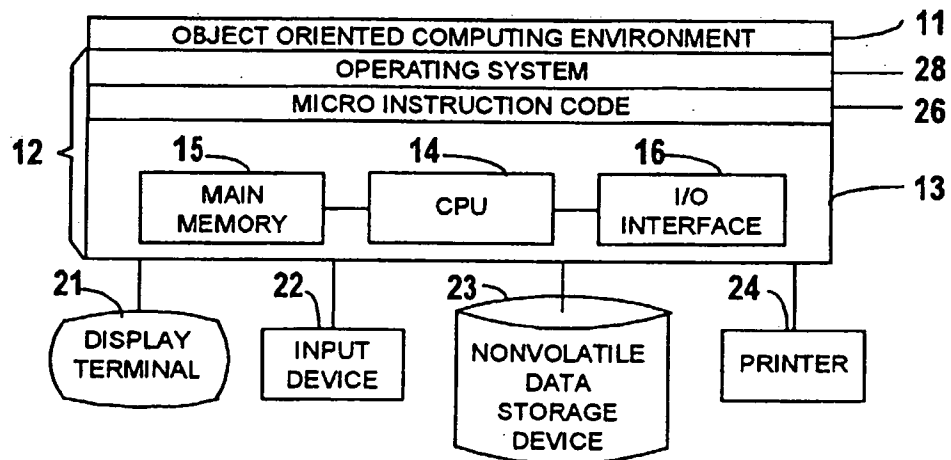 OBJECT ORIENTED COMPUTING ENVIRONMENT
11
OPERATING SYSTEM
28
MICRO INSTRUCTION CODE
26
12
15
14
16
13
MAIN
MEMORY
CPU
I/O
INTERFACE
21
22
23
24
DISPLAY
TERMINAL
INPUT
DEVICE
NONVOLATILE
DATA
STORAGE
DEVICE
PRINTER